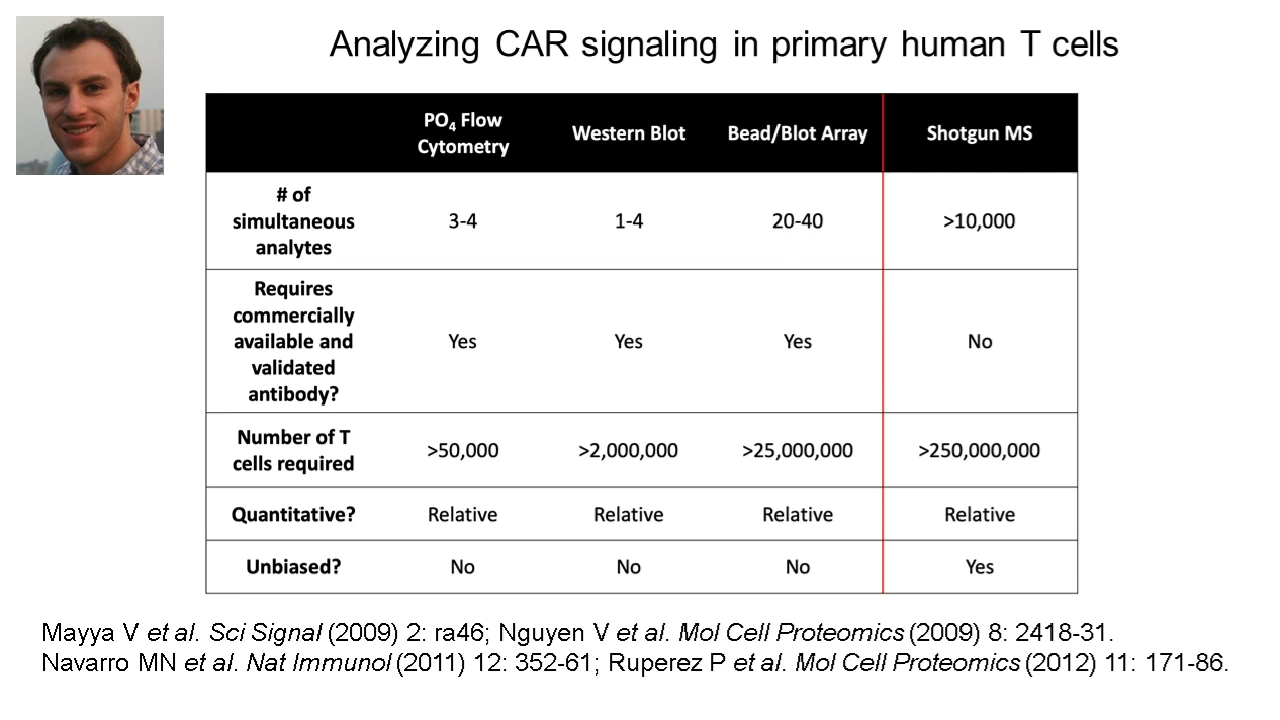 Analyzing CAR signaling in primary human T cells
PO4 Flow
Cytometry
Western Blot
Bead/Blot Array
Shotgun MS
# of
simultaneous
analytes
3-4
1-4
20-40
>10,000
Requires
commercially
available and
validated
antibody?
Yes
Yes
Yes
No
Number of T
cells required
>50,000
>2,000,000
>25,000,000
>250,000,000
Quantitative?
Relative
Relative
Relative
Relative
Unbiased?
No
No
No
Yes
Mayya V et al. Sci Signal (2009) 2: ra46; Nguyen V et al. Mol Cell Proteomics (2009) 8: 2418-31.
Navarro MN et al. Nat Immunol (2011) 12: 352-61; Ruperez P et al. Mol Cell Proteomics (2012) 11: 171-86.